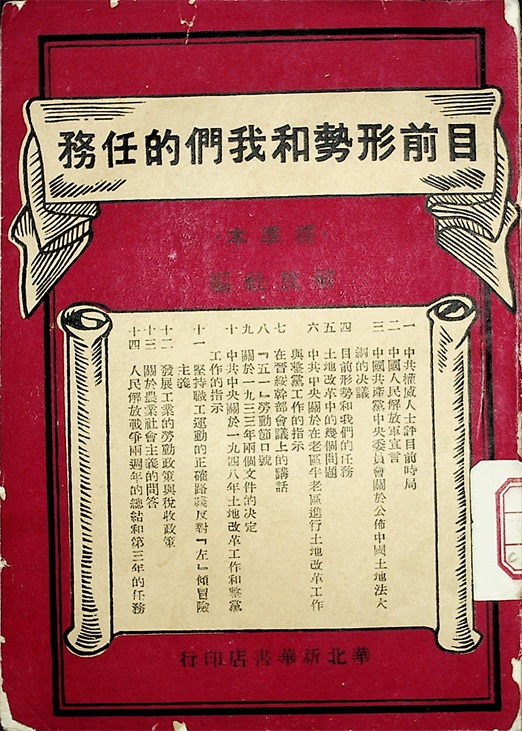 目前形勢和我們的任務
·標準本·
解放社編
一 中共權威人士評目前時局
二 中國人民解放軍宣言
三 中國共產黨中央委員會關於公佈中國土地法大
綱的決議
四 目前形勢和我們的任務
五 土地改革中的幾個問題
六 中共中央關於在老區半老區進行土地改革工作
與整黨工作的指示
七 在晉綏幹部會議上的講話
八 『五一』勞動節口號
九 關於一九三三年兩個文件的决定
十 中共中央關於一九四八年土地改革工作和整黨
工作的指示
十一 堅持職工運動的正確路綫反對『左』傾冒險
主義
十二 發展工業的勞動政策與稅收政策
十三 關於農業社會主義的問答
十四 人民解放戰爭兩週年的總結和第三年的任務
華北新華書店印行